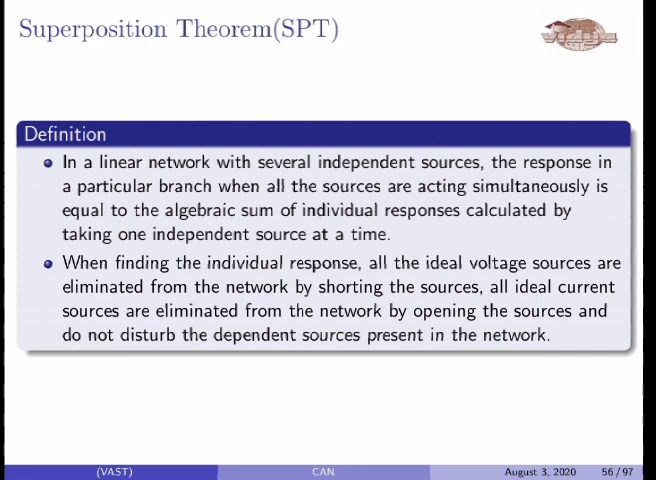 Superposition Theorem(SPT)
Definition
In a linear network with several independent sources, the response in
a particular branch when all the sources are acting simultaneously is
equal to the algebraic sum of individual responses calculated by
taking one independent source at a time.
When finding the individual response, all the ideal voltage sources are
eliminated from the network by shorting the sources, all ideal current
sources are eliminated from the network by opening the sources and
do not disturb the dependent sources present in the network.
(VAST) CAN August 3, 2020 56 / 97